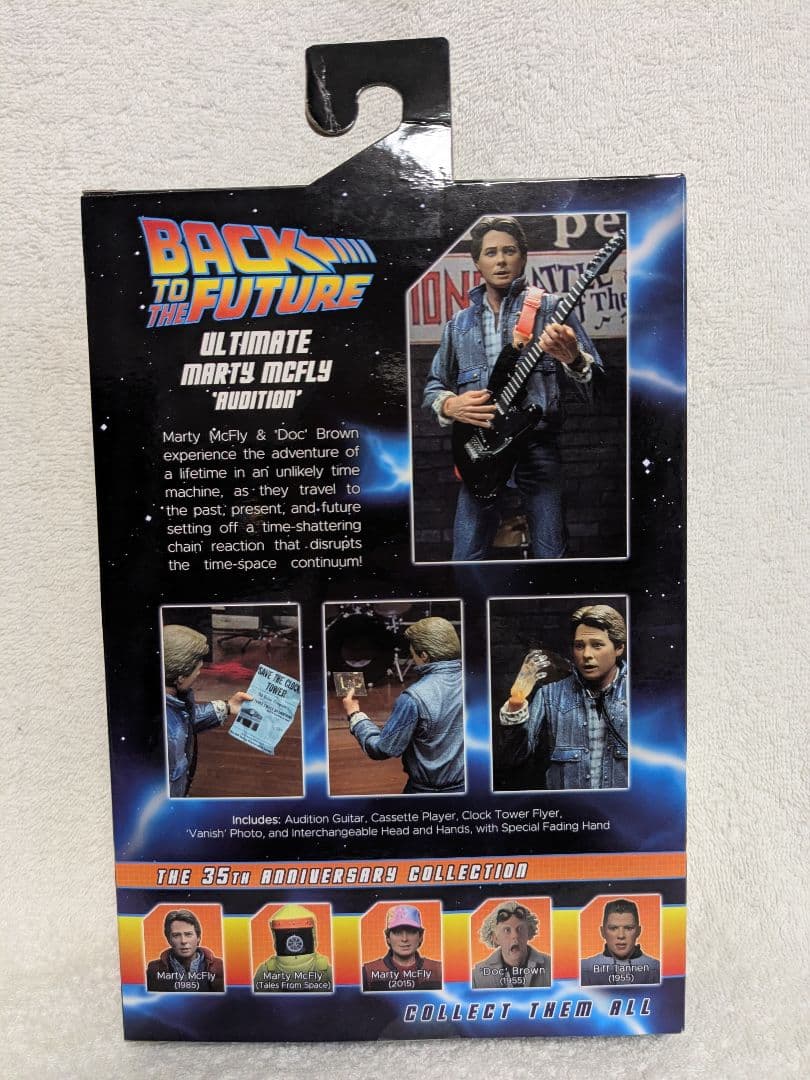 BACK
TO
THE FUTURE
ULTIMATE
MARTY MCFLY
'AUDITION'
Marty McFly & 'Doc' Brown
experience the adventure of
a lifetime in an unlikely time
machine, as they travel to
the past, present, and future
setting off a time-shattering
chain reaction that disrupts
the time-space continuum!
pe
ION
ATTLE
f The
SAVE THE CLOCK
TOWER
Includes: Audition Guitar, Cassette Player, Clock Tower Flyer,
'Vanish' Photo, and Interchangeable Head and Hands, with Special Fading Hand
THE 35TH ANNIVERSARY COLLECTION
Marty McFly
(1985)
Marty McFly
(Tales From Space)
Marty McFly
(2015)
'Doc' Brown
(1955)
Biff Tannen
(1955)
COLLECT THEM ALL